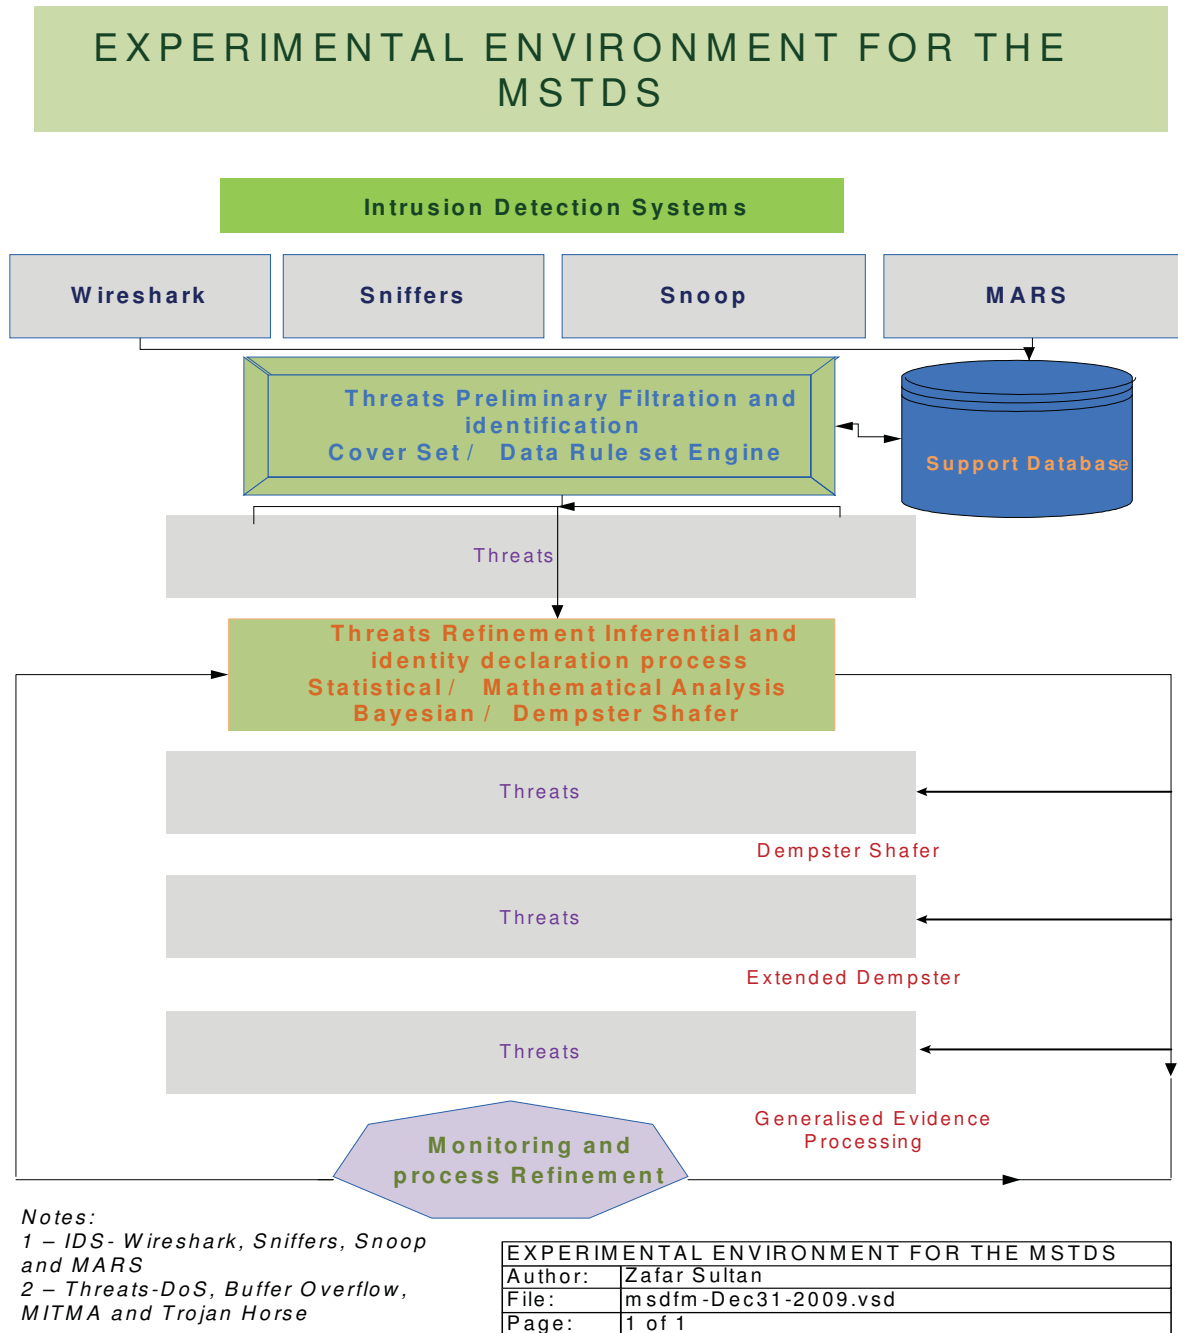 EXPERIMENTAL ENVIRONMENT FOR THE
MSTDS
Intrusion Detection Systems
Wireshark
Sniffers
Snoop
MARS
Threats Preliminary Filtration and
identification
Cover Set / Data Rule set Engine
Support Database
Threats
Threats Refinement Inferential and
identity declaration process
Statistical / Mathematical Analysis
Bayesian / Dempster Shafer
Threats
Dempster Shafer
Threats
Extended Dempster
Threats
Generalised Evidence
Processing
Monitoring and
process Refinement
Notes:
1 – IDS- Wireshark, Sniffers, Snoop
and MARS
2 – Threats-DoS, Buffer Overflow,
MITMA and Trojan Horse
EXPERIMENTAL ENVIRONMENT FOR THE MSTDS
Author: Zafar Sultan
File: msdfm-Dec31-2009.vsd
Page: 1 of 1